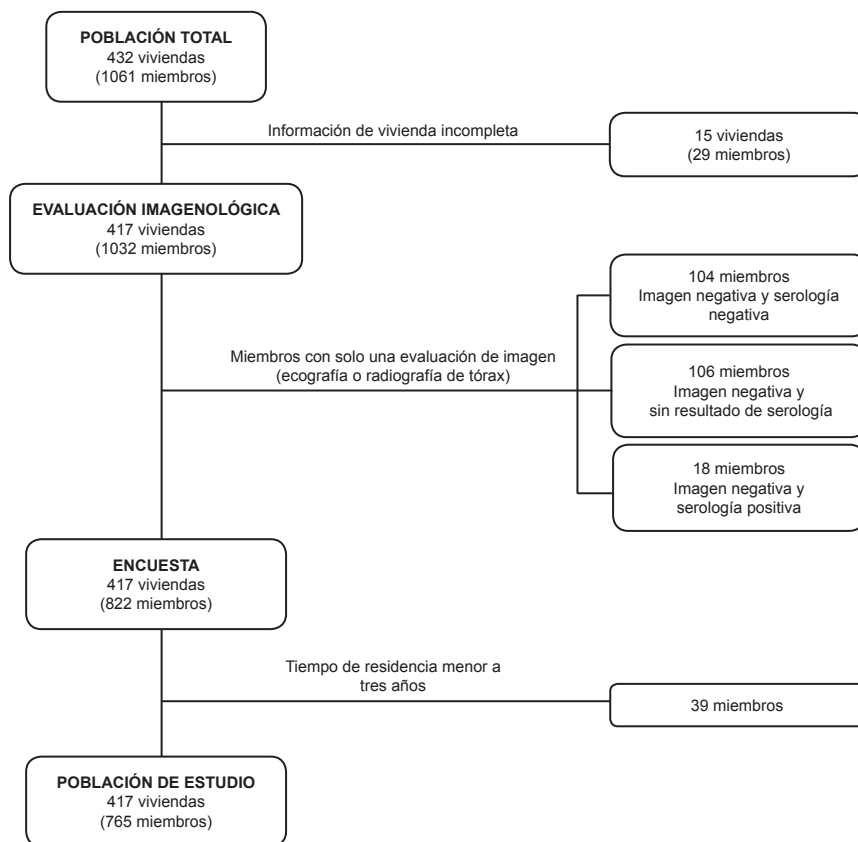 POBLACIÓN TOTAL
432 viviendas
(1061 miembros)
Información de vivienda incompleta
15 viviendas
(29 miembros)
EVALUACIÓN IMAGENOLÓGICA
417 viviendas
(1032 miembros)
104 miembros
Imagen negativa y serología
negativa
Miembros con solo una evaluación de imagen
(ecografía o radiografía de tórax)
106 miembros
Imagen negativa y
sin resultado de serología
18 miembros
Imagen negativa y
serología positiva
ENCUESTA
417 viviendas
(822 miembros)
Tiempo de residencia menor a
tres años
39 miembros
POBLACIÓN DE ESTUDIO
417 viviendas
(765 miembros)